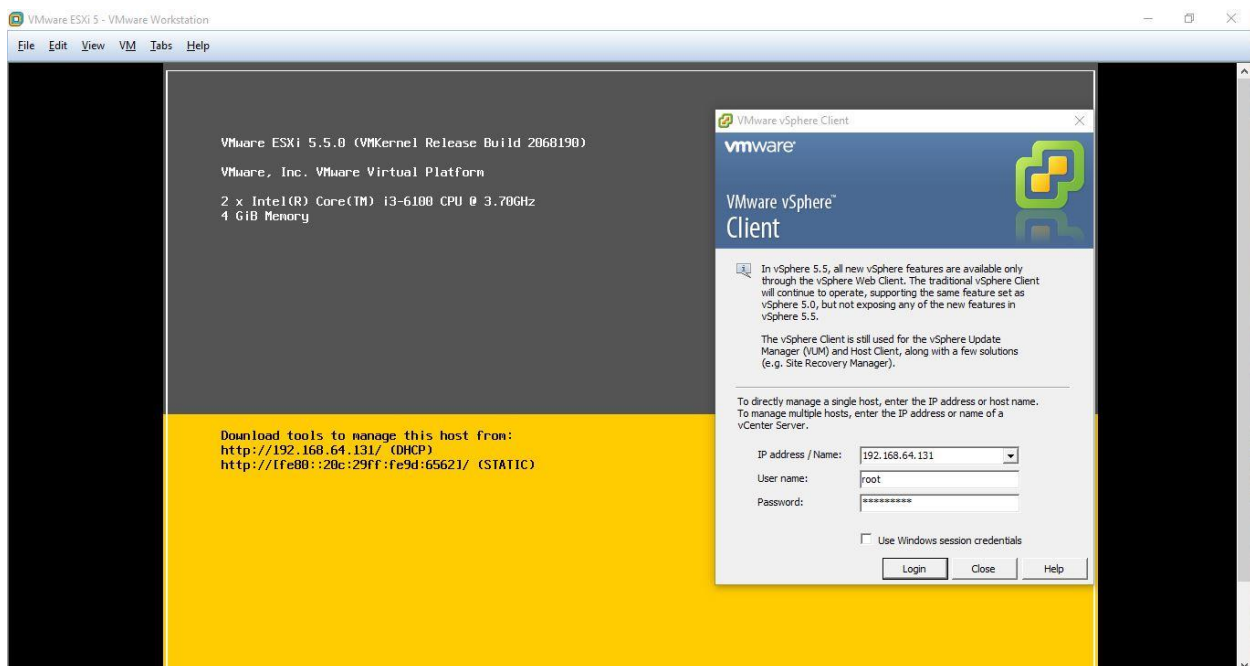 VMware ESXi 5 - VMware Workstation
File Edit View VM Tabs Help
VMware ESXi 5.5.0 (VMKernel Release Build 2068190)
VMware, Inc. VMware Virtual Platform
2 x Intel(R) Core(TM) i3-6100 CPU @ 3.70GHz
4 GiB Memory
Download tools to manage this host from:
http://192.168.64.131/ (DHCP)
http://[fe80::20c:29ff:fe9d:6562]/ (STATIC)
VMware vSphere Client
vmware
VMware vSphere™
Client
In vSphere 5.5, all new vSphere features are available only
through the vSphere Web Client. The traditional vSphere Client
will continue to operate, supporting the same feature set as
vSphere 5.0, but not exposing any of the new features in
vSphere 5.5.
The vSphere Client is still used for the vSphere Update
Manager (VUM) and Host Client, along with a few solutions
(e.g. Site Recovery Manager).
To directly manage a single host, enter the IP address or host name.
To manage multiple hosts, enter the IP address or name of a
vCenter Server.
IP address / Name: 192.168.64.131
User name: root
Password: *********
Use Windows session credentials
Login Close Help